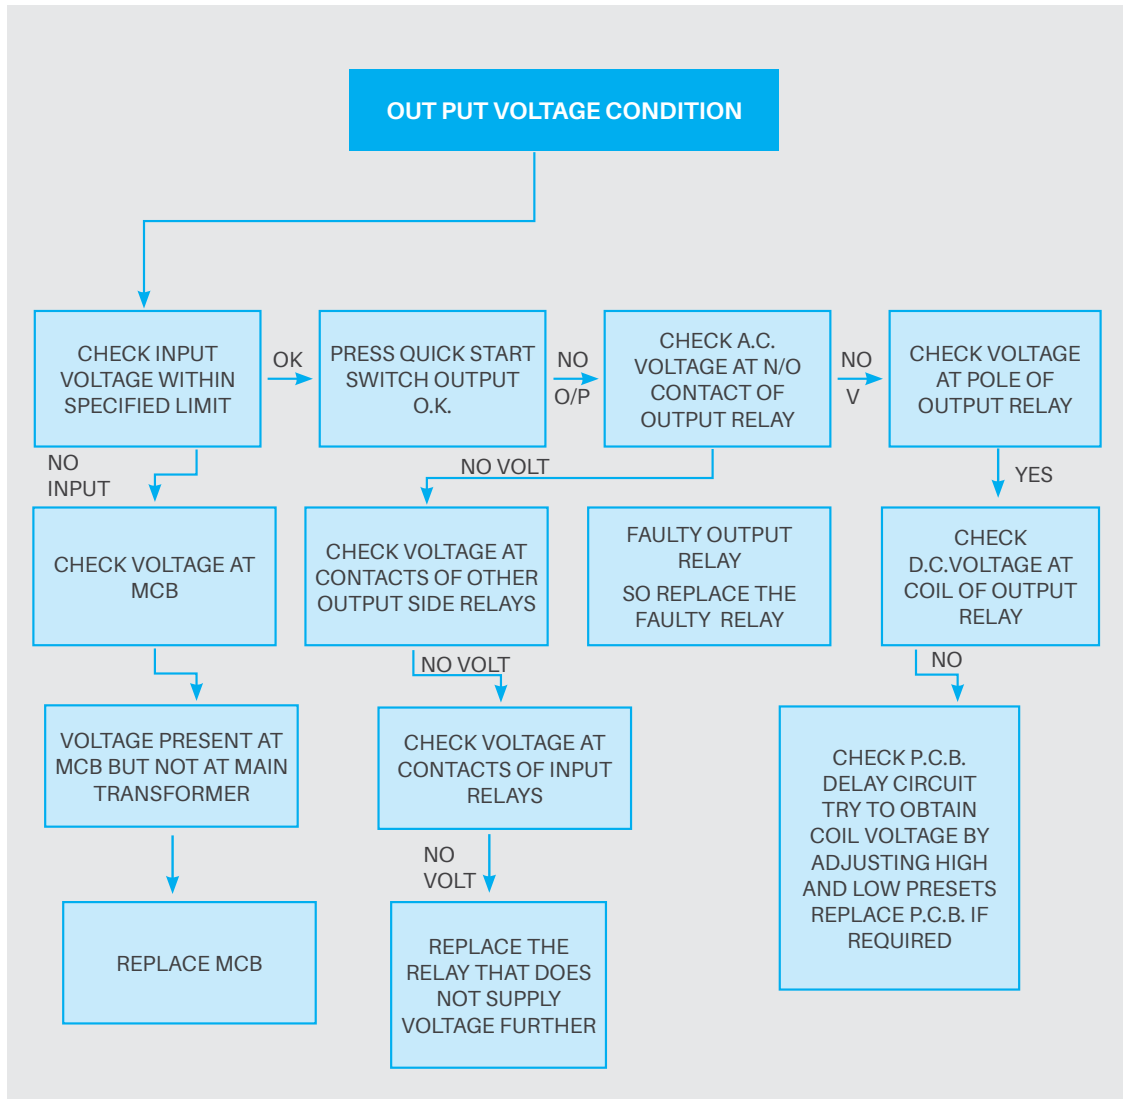 OUT PUT VOLTAGE CONDITION
CHECK INPUT
VOLTAGE WITHIN
SPECIFIED LIMIT
OK
PRESS QUICK START
SWITCH OUTPUT
O.K.
NO
O/P
CHECK A.C.
VOLTAGE AT N/O
CONTACT OF
OUTPUT RELAY
NO
V
CHECK VOLTAGE
AT POLE OF
OUTPUT RELAY
NO
INPUT
NO VOLT
YES
CHECK VOLTAGE AT
MCB
CHECK VOLTAGE AT
CONTACTS OF OTHER
OUTPUT SIDE RELAYS
FAULTY OUTPUT
RELAY
SO REPLACE THE
FAULTY RELAY
CHECK
D.C.VOLTAGE AT
COIL OF OUTPUT
RELAY
NO VOLT
NO
VOLTAGE PRESENT AT
MCB BUT NOT AT MAIN
TRANSFORMER
CHECK VOLTAGE AT
CONTACTS OF INPUT
RELAYS
CHECK P.C.B.
DELAY CIRCUIT
TRY TO OBTAIN
COIL VOLTAGE BY
ADJUSTING HIGH
AND LOW PRESETS
REPLACE P.C.B. IF
REQUIRED
NO
VOLT
REPLACE MCB
REPLACE THE
RELAY THAT DOES
NOT SUPPLY
VOLTAGE FURTHER